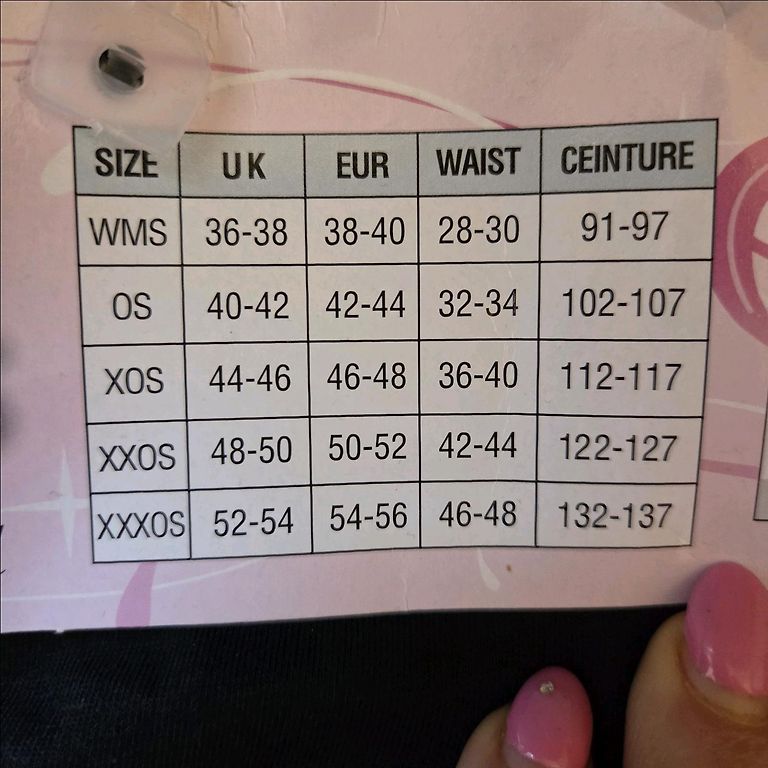 SIZE UK EUR WAIST CEINTURE
WMS 36-38 38-40 28-30 91-97
OS 40-42 42-44 32-34 102-107
XOS 44-46 46-48 36-40 112-117
XXOS 48-50 50-52 42-44 122-127
XXXOS 52-54 54-56 46-48 132-137